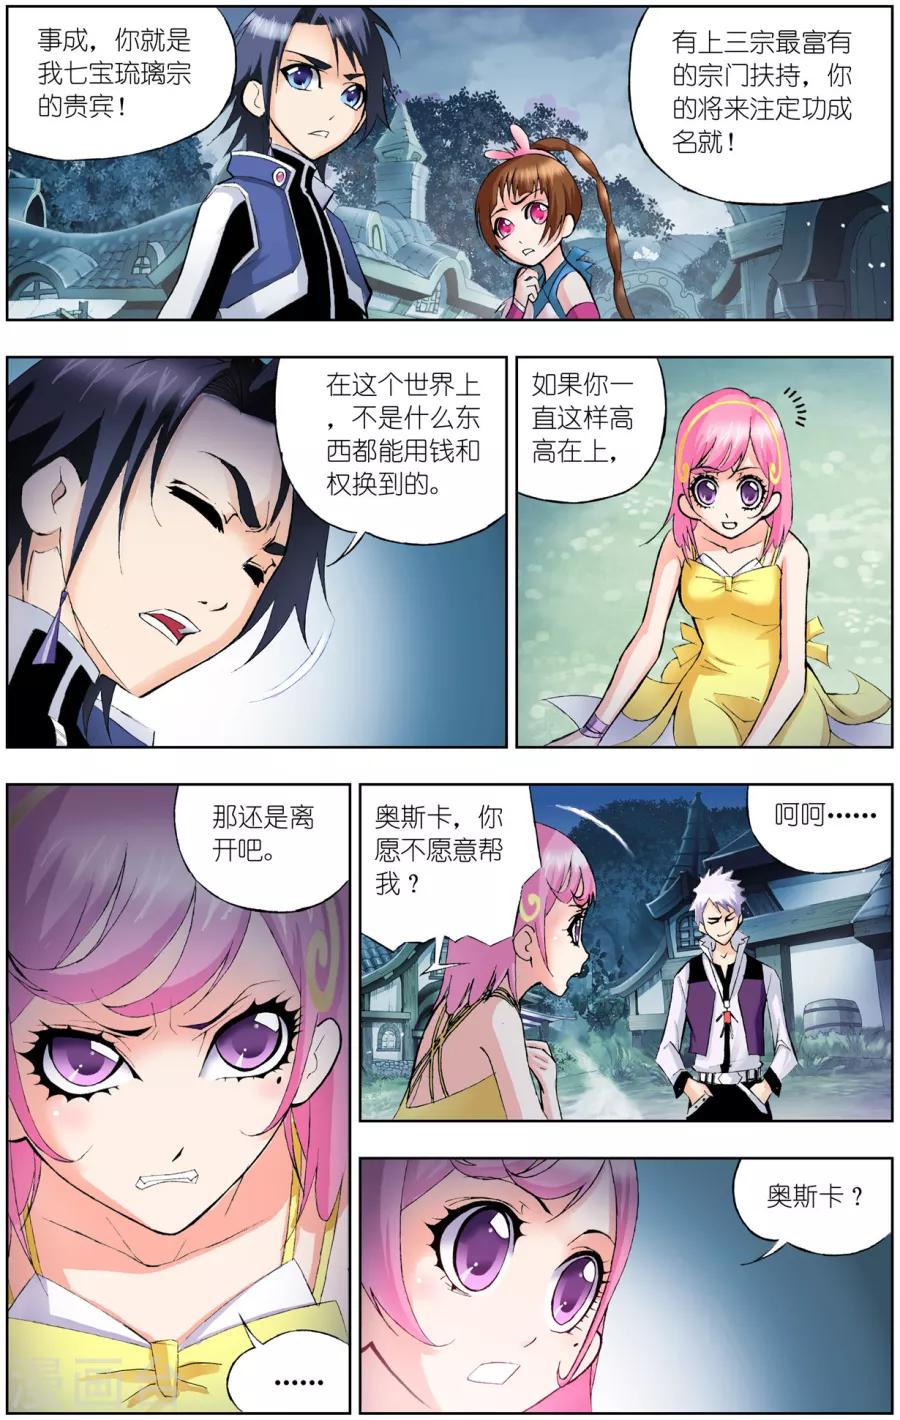 事成，你就是
我七宝琉璃宗
的贵宾！
有上三宗最富有
的宗门扶持，你
的将来注定功成
名就！
在这个世界上
，不是什么东
西都能用钱和
权换到的。
如果你一
直这样高
高在上，
那还是离
开吧。
……
奥斯卡，你
愿不愿意帮
我？
呵呵……
奥斯卡？
漫画台